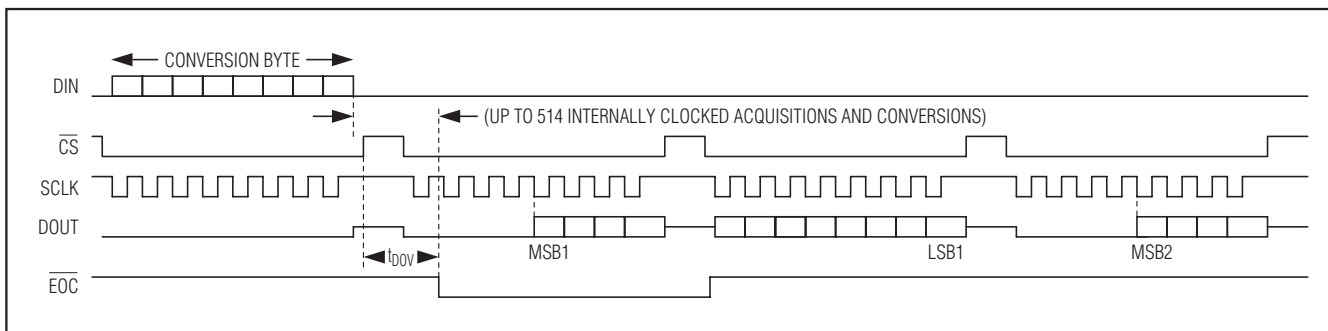 CONVERSION BYTE
DIN
(UP TO 514 INTERNALLY CLOCKED ACQUISITIONS AND CONVERSIONS)
CS
SCLK
DOUT
MSB1
LSB1
MSB2
tDOV
EOC